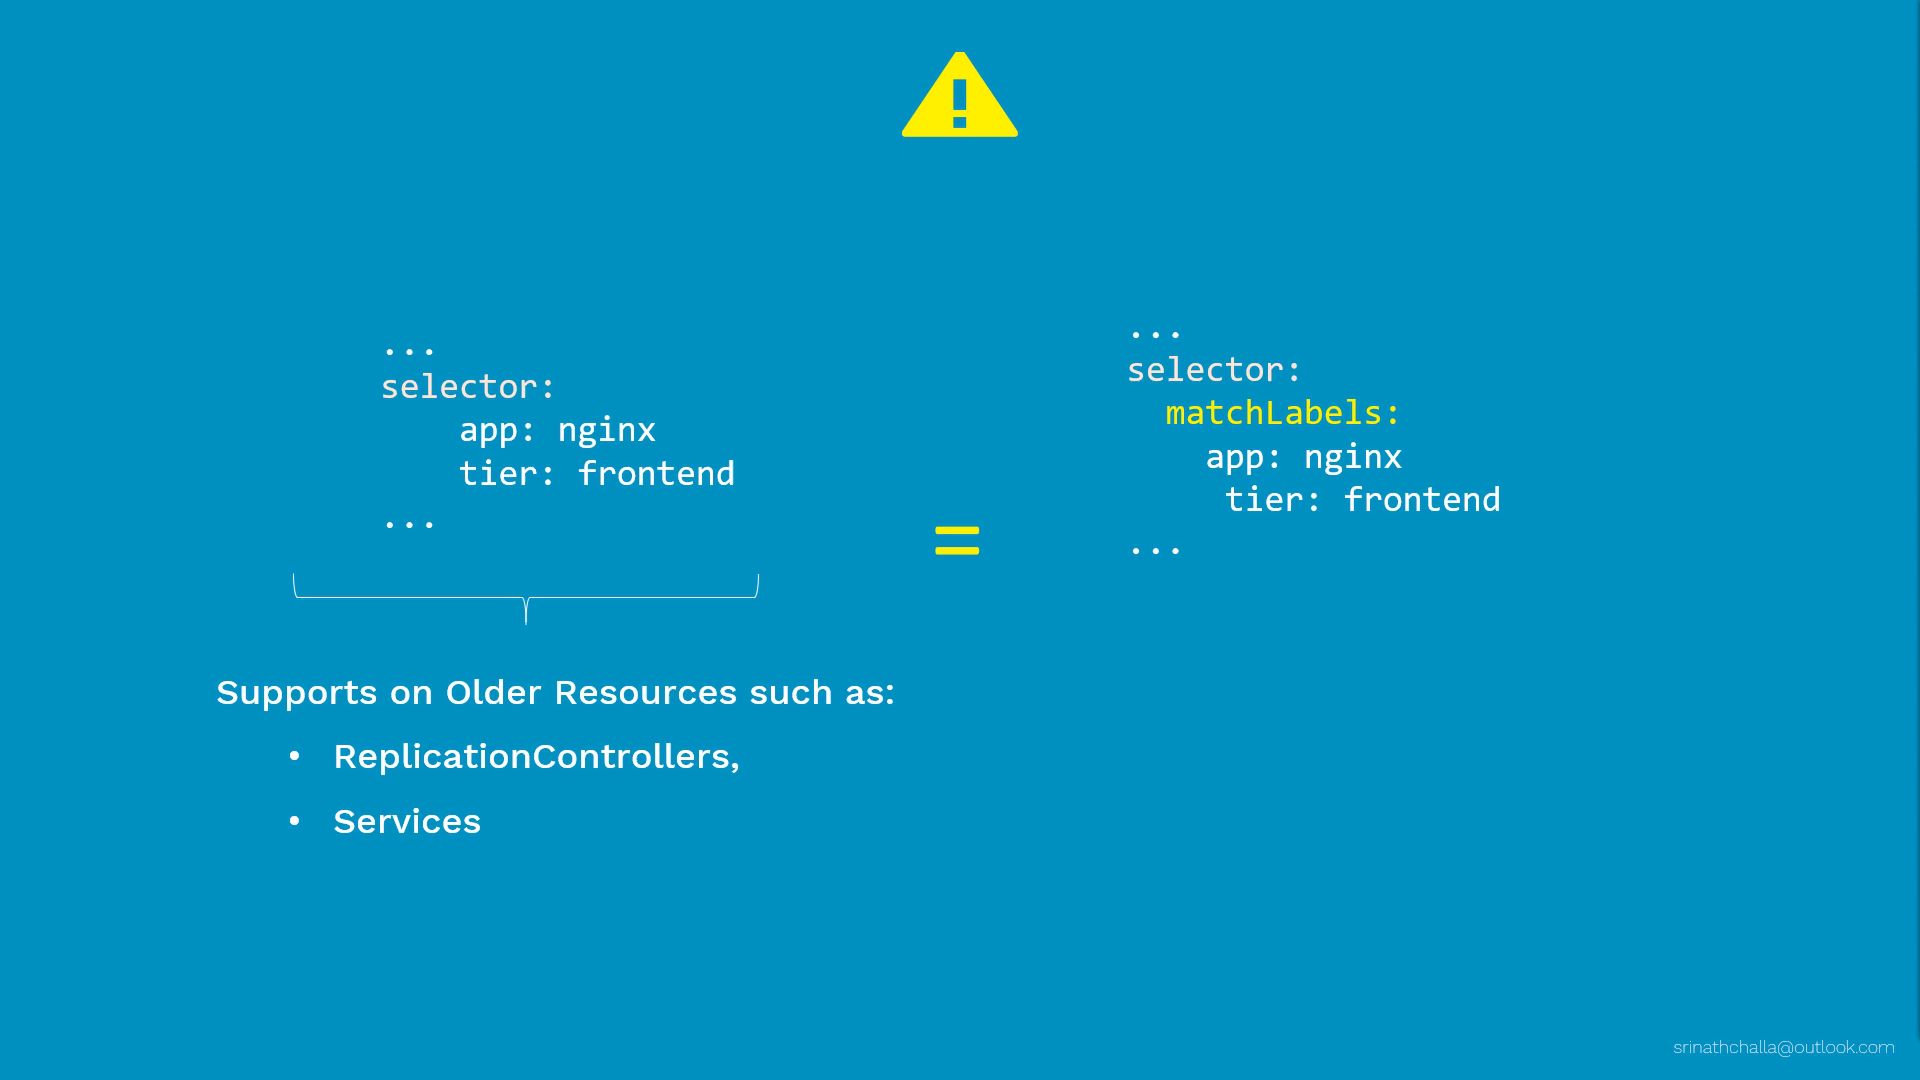 ...
selector:
    app: nginx
    tier: frontend
...
=
...
selector:
  matchLabels:
    app: nginx
     tier: frontend
...
Supports on Older Resources such as:
• ReplicationControllers,
• Services
srinathchalla@outlook.com